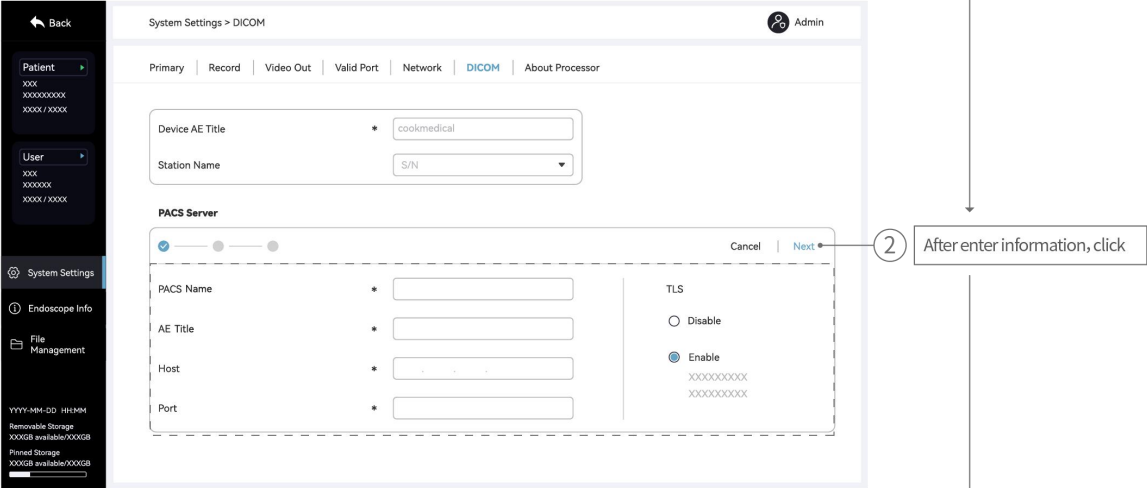 Back
System Settings > DICOM
Admin
Patient
XXX
XXXXXXXXX
XXXX / XXXX
Primary | Record | Video Out | Valid Port | Network | DICOM | About Processor
Device AE Title * cookmedical
Station Name S/N
User
XXX
XXXXXX
XXXX / XXXX
PACS Server
Cancel | Next
2 After enter information, click
System Settings
Endoscope Info
File
Management
PACS Name *
AE Title *
Host * . . .
Port *
TLS
Disable
Enable
XXXXXXXXX
XXXXXXXXX
YYYY-MM-DD HH:MM
Removable Storage
XXXGB available/XXXGB
Pinned Storage
XXXGB available/XXXGB